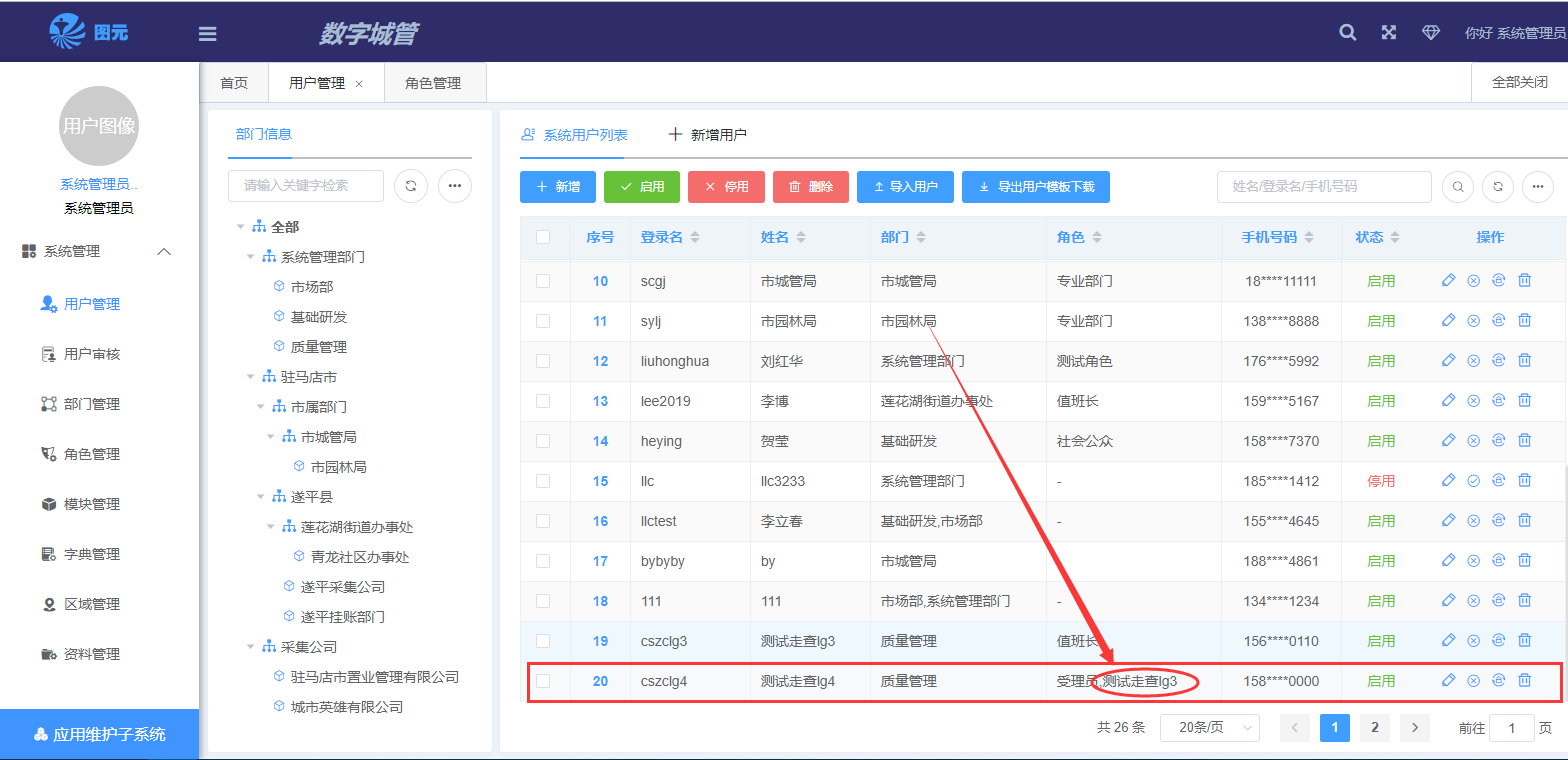 图元
数字城管
你好 系统管理员
首页
用户管理 ×
角色管理
全部关闭
用户图像
系统管理员..
系统管理员
系统管理
用户管理
用户审核
部门管理
角色管理
模块管理
字典管理
区域管理
资料管理
应用维护子系统
部门信息
请输入关键字检索
全部
系统管理部门
市场部
基础研发
质量管理
驻马店市
市属部门
市城管局
市园林局
遂平县
莲花湖街道办事处
青龙社区办事处
遂平采集公司
遂平挂账部门
采集公司
驻马店市置业管理有限公司
城市英雄有限公司
系统用户列表
新增用户
新增 启用 停用 删除 导入用户 导出用户模板下载
姓名/登录名/手机号码
序号 登录名 姓名 部门 角色 手机号码 状态 操作
10 scgj 市城管局 市城管局 专业部门 18****11111 启用
11 sylj 市园林局 市园林局 专业部门 138****8888 启用
12 liuhonghua 刘红华 系统管理部门 测试角色 176****5992 启用
13 lee2019 李博 莲花湖街道办事处 值班长 159****5167 启用
14 heying 贺莹 基础研发 社会公众 158****7370 启用
15 llc llc3233 系统管理部门 - 185****1412 停用
16 llctest 李立春 基础研发,市场部 - 155****4645 启用
17 bybyby by 市城管局 188****4861 启用
18 111 111 市场部,系统管理部门 - 134****1234 启用
19 cszclg3 测试走查lg3 质量管理 值班长 156****0110 启用
20 cszclg4 测试走查lg4 质量管理 受理员,测试走查lg3 158****0000 启用
共 26 条 20条/页 1 2 前往 1 页